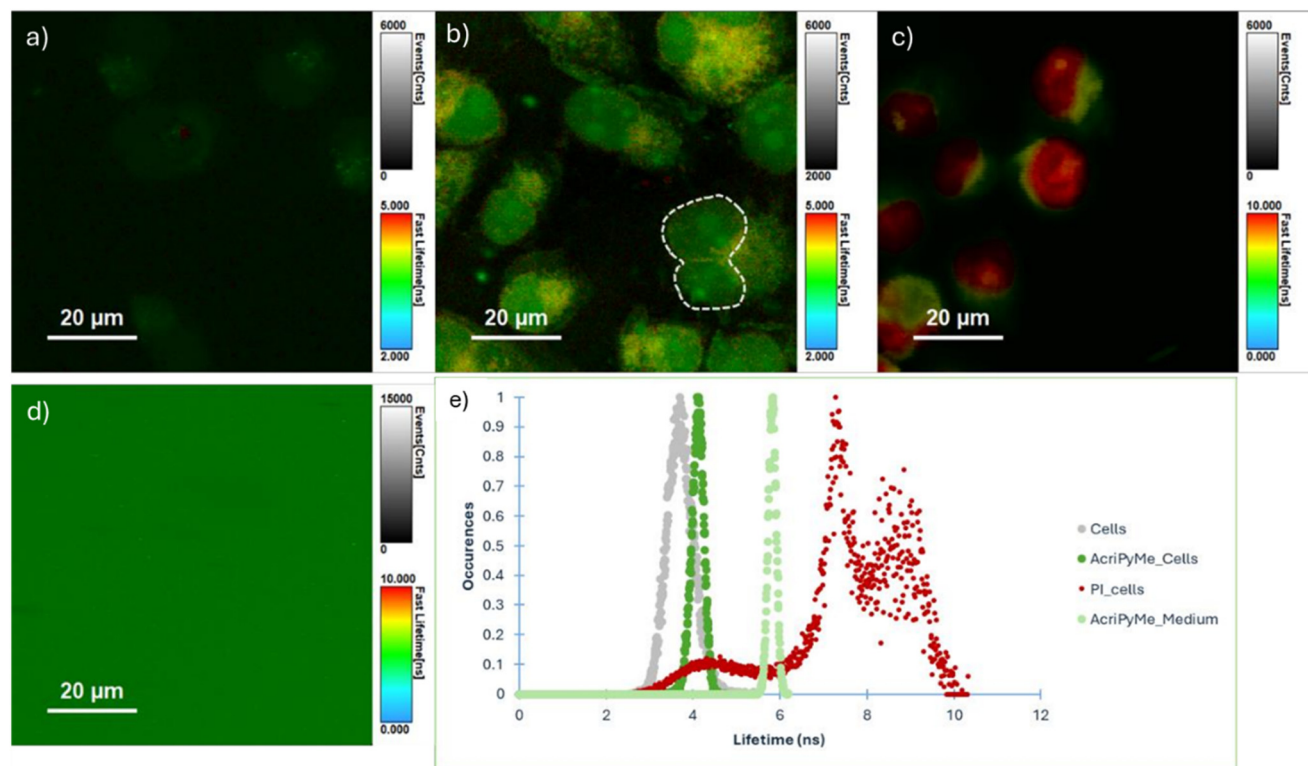 a)
6000
Events[Cnts]
0
5.000
Fast Lifetime[ns]
2.000
20 µm
b)
6000
Events[Cnts]
2000
5.000
Fast Lifetime[ns]
2.000
20 µm
c)
6000
Events[Cnts]
0
10.000
Fast Lifetime[ns]
0.000
20 µm
d)
15000
Events[Cnts]
0
10.000
Fast Lifetime[ns]
0.000
20 µm
e)
Occurences
1
0.9
0.8
0.7
0.6
0.5
0.4
0.3
0.2
0.1
0
0 2 4 6 8 10 12
Lifetime (ns)
Cells
AcriPyMe_Cells
PI_cells
AcriPyMe_Medium